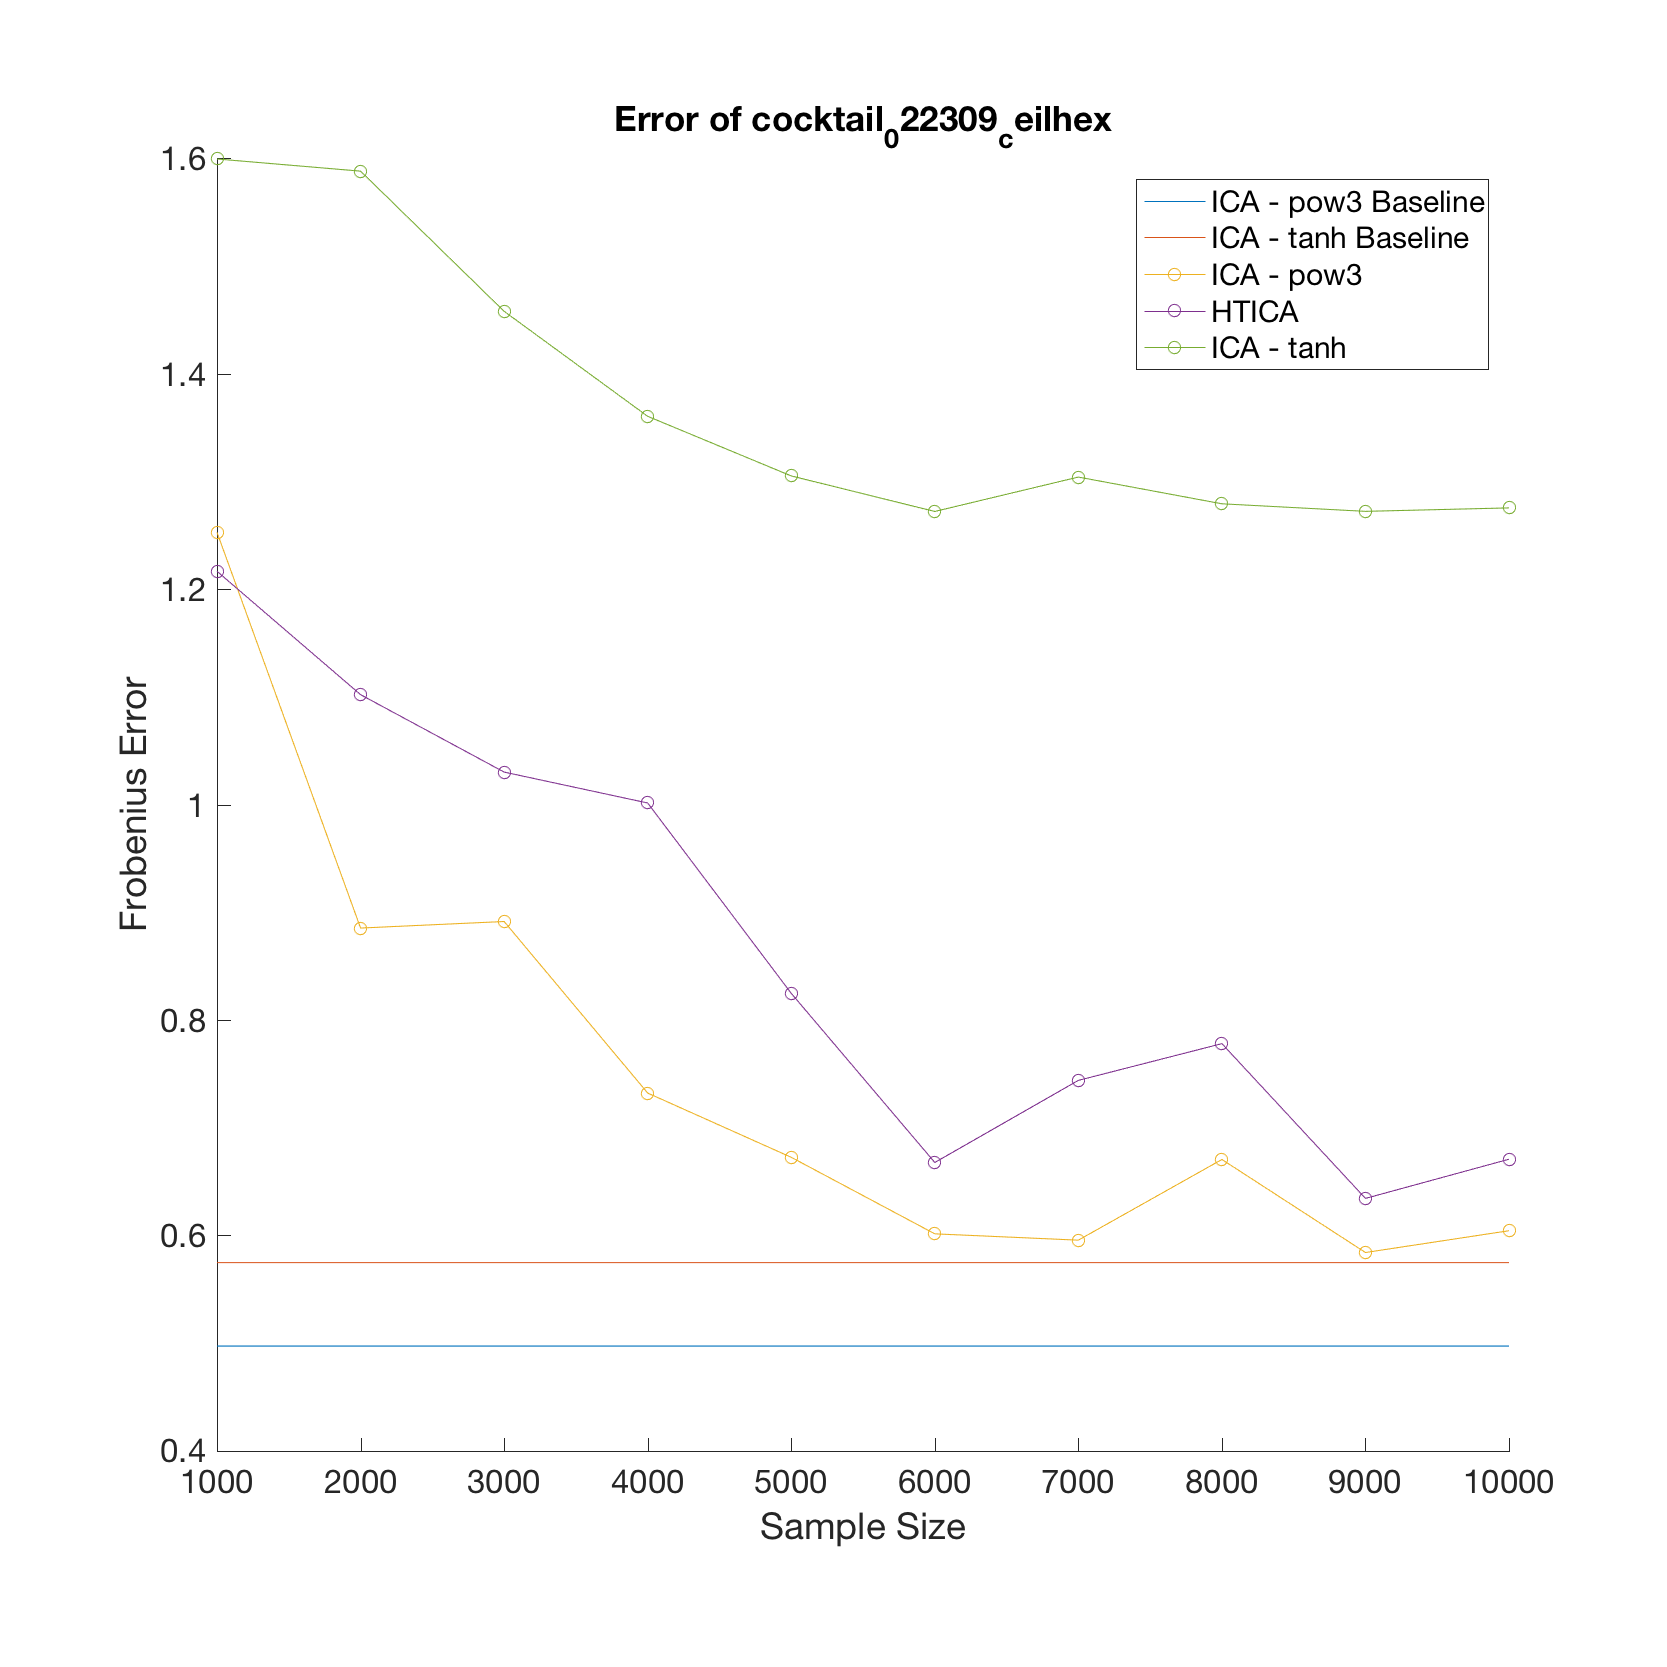 Error of cocktail_022309_ceilhex
1.6
1.4
1.2
1
0.8
0.6
0.4
Frobenius Error
ICA - pow3 Baseline
ICA - tanh Baseline
ICA - pow3
HTICA
ICA - tanh
1000 2000 3000 4000 5000 6000 7000 8000 9000 10000
Sample Size